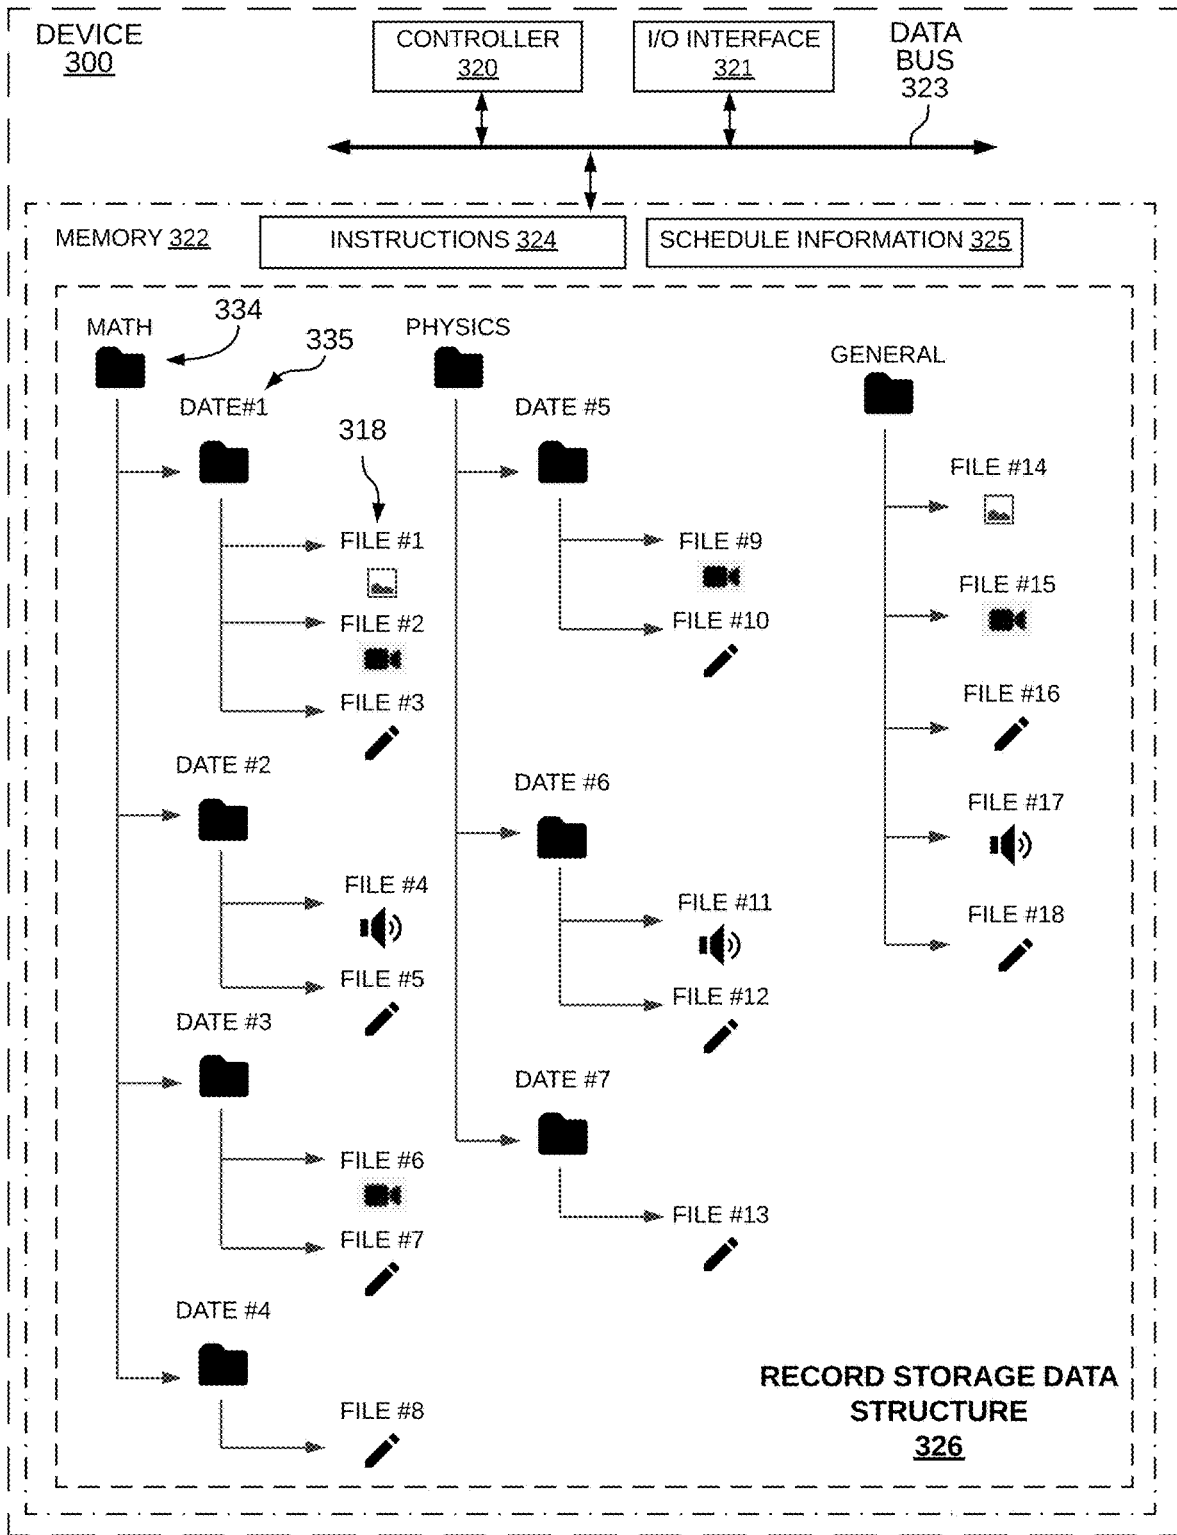 DEVICE
300
CONTROLLER
320
I/O INTERFACE
321
DATA
BUS
323
MEMORY 322
INSTRUCTIONS 324
SCHEDULE INFORMATION 325
MATH
334
335
DATE#1
318
FILE #1
FILE #2
FILE #3
DATE #2
FILE #4
FILE #5
DATE #3
FILE #6
FILE #7
DATE #4
FILE #8
PHYSICS
DATE #5
FILE #9
FILE #10
DATE #6
FILE #11
FILE #12
DATE #7
FILE #13
GENERAL
FILE #14
FILE #15
FILE #16
FILE #17
FILE #18
RECORD STORAGE DATA
STRUCTURE
326